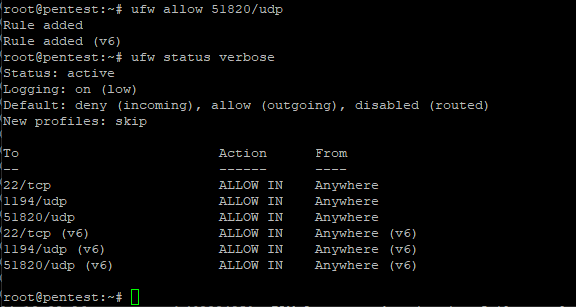 root@pentest:~# ufw allow 51820/udp
Rule added
Rule added (v6)
root@pentest:~# ufw status verbose
Status: active
Logging: on (low)
Default: deny (incoming), allow (outgoing), disabled (routed)
New profiles: skip
To                         Action      From
--                         ------      ----
22/tcp                     ALLOW IN    Anywhere
1194/udp                   ALLOW IN    Anywhere
51820/udp                  ALLOW IN    Anywhere
22/tcp (v6)                ALLOW IN    Anywhere (v6)
1194/udp (v6)              ALLOW IN    Anywhere (v6)
51820/udp (v6)             ALLOW IN    Anywhere (v6)
root@pentest:~#